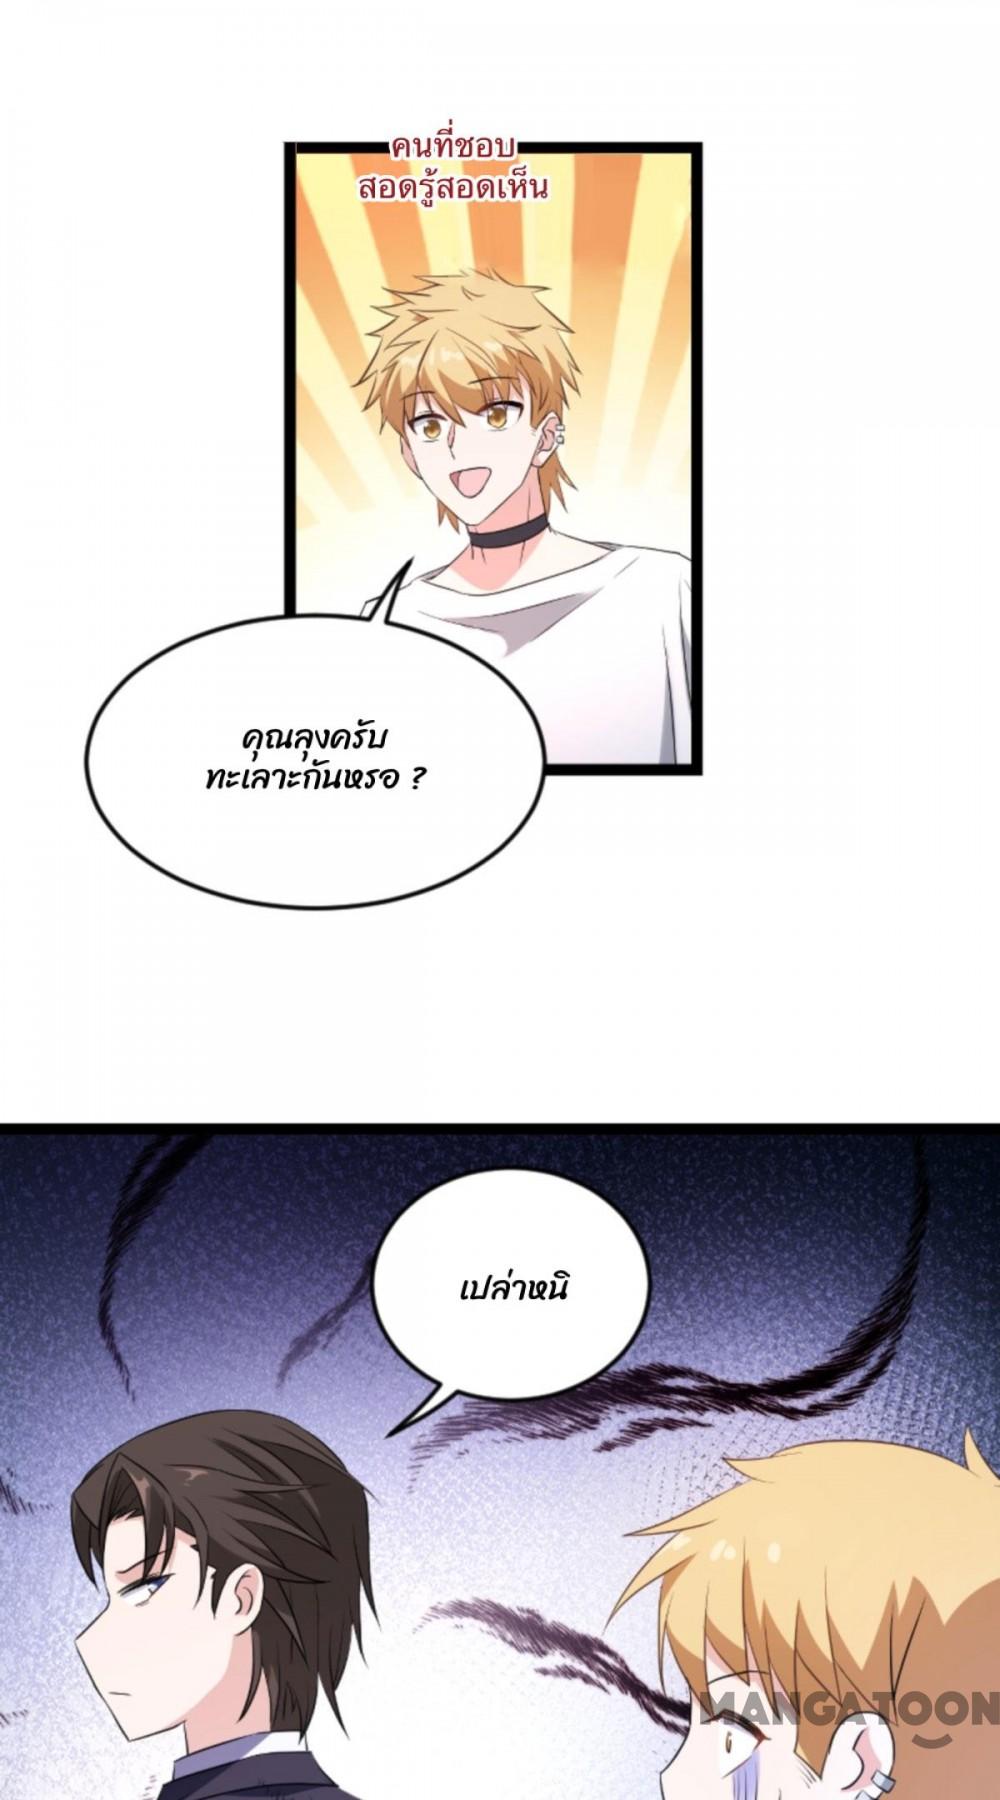 คนที่ชอบ
สอดรู้สอดเห็น
คุณลุงครับ
ทะเลาะกันหรอ ?
เปล่าหนิ
MANGATOON